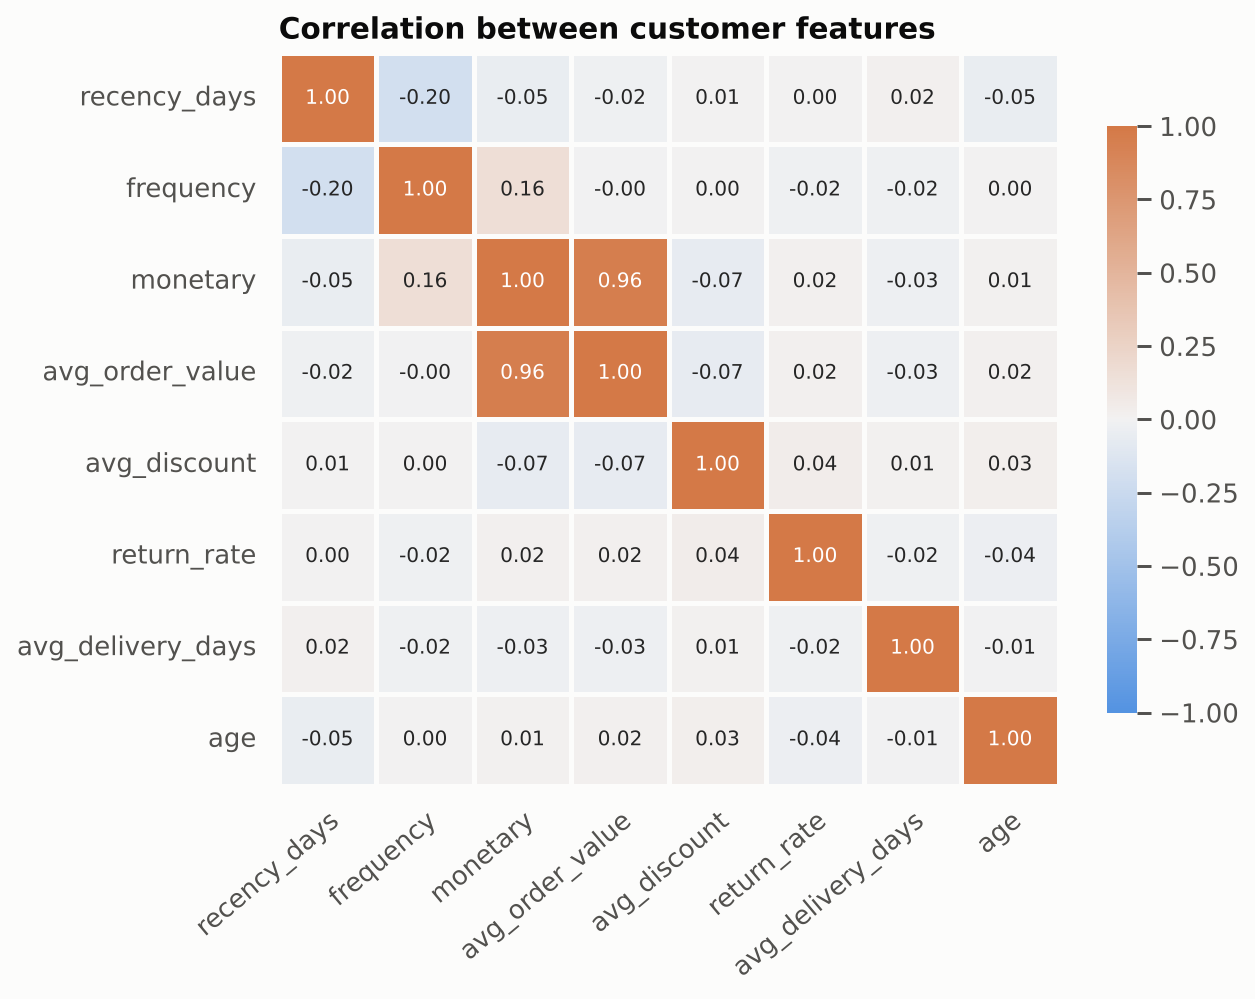 Correlation between customer features
recency_days 1.00 -0.20 -0.05 -0.02 0.01 0.00 0.02 -0.05
frequency -0.20 1.00 0.16 -0.00 0.00 -0.02 -0.02 0.00
monetary -0.05 0.16 1.00 0.96 -0.07 0.02 -0.03 0.01
avg_order_value -0.02 -0.00 0.96 1.00 -0.07 0.02 -0.03 0.02
avg_discount 0.01 0.00 -0.07 -0.07 1.00 0.04 0.01 0.03
return_rate 0.00 -0.02 0.02 0.02 0.04 1.00 -0.02 -0.04
avg_delivery_days 0.02 -0.02 -0.03 -0.03 0.01 -0.02 1.00 -0.01
age -0.05 0.00 0.01 0.02 0.03 -0.04 -0.01 1.00
recency_days
frequency
monetary
avg_order_value
avg_discount
return_rate
avg_delivery_days
age
1.00
0.75
0.50
0.25
0.00
−0.25
−0.50
−0.75
−1.00